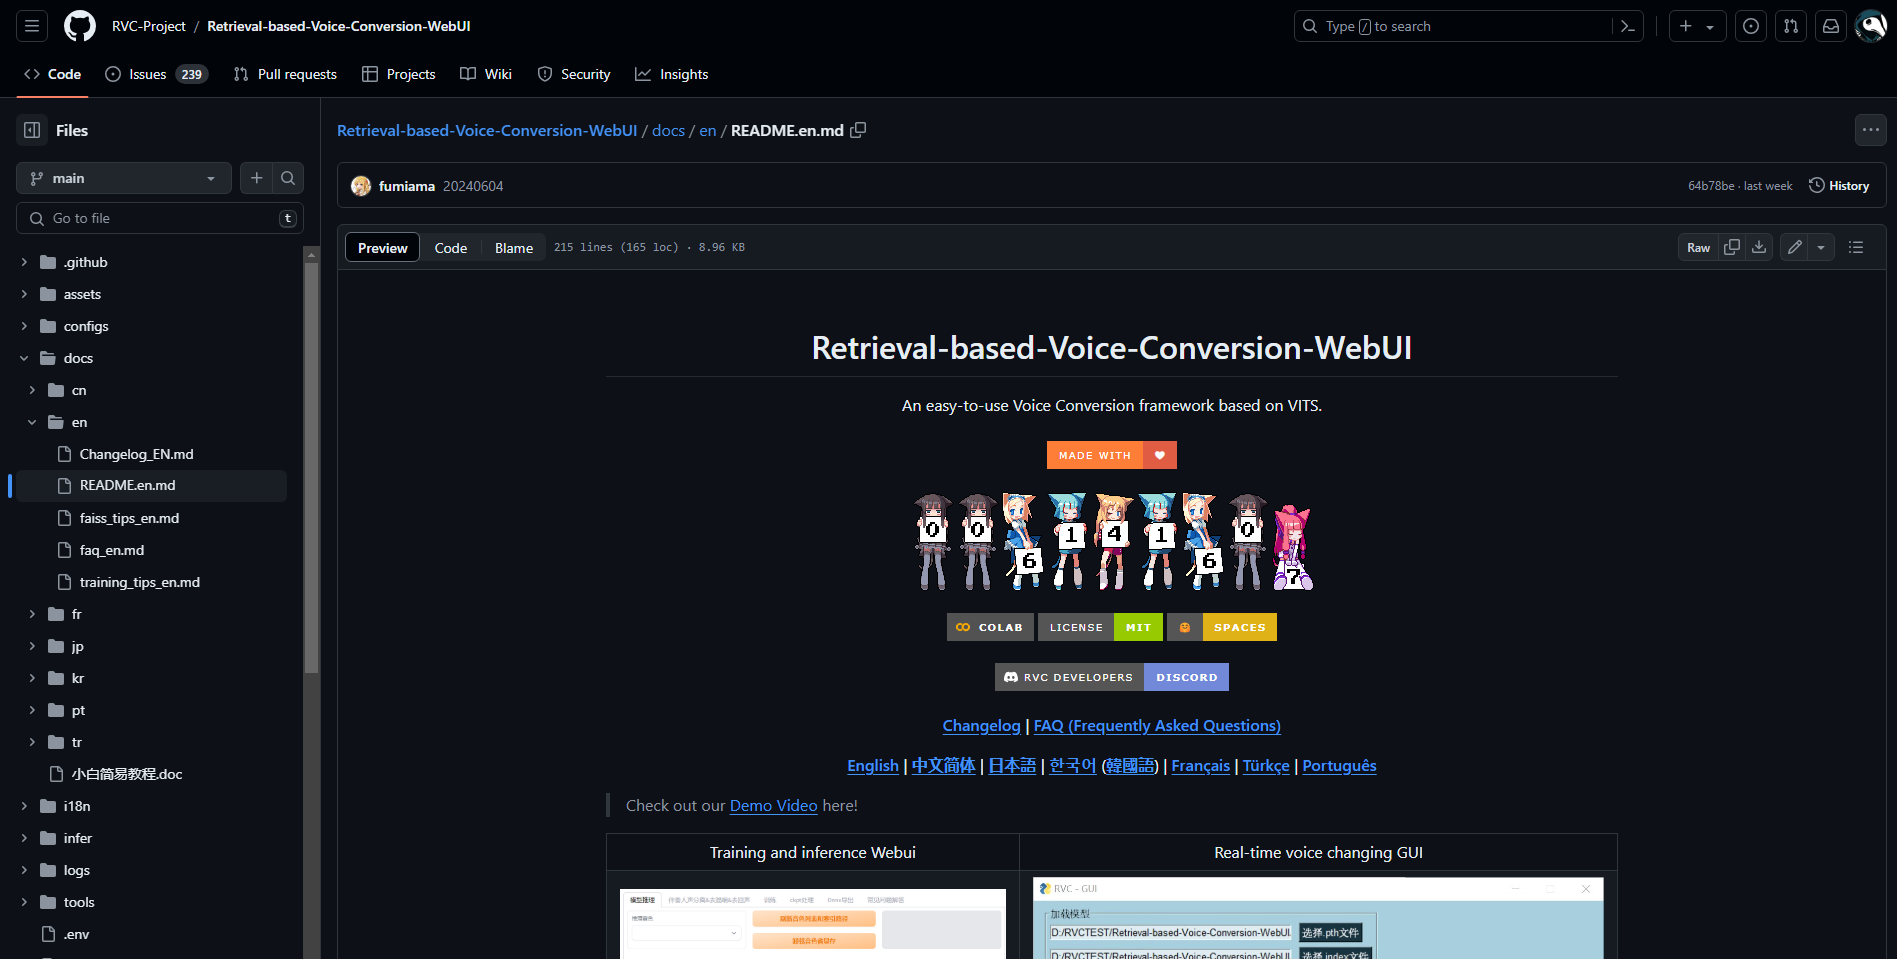 RVC-Project / Retrieval-based-Voice-Conversion-WebUI
Type / to search
Code
Issues 239
Pull requests
Projects
Wiki
Security
Insights
Files
main
Go to file
t
.github
assets
configs
docs
cn
en
Changelog_EN.md
README.en.md
faiss_tips_en.md
faq_en.md
training_tips_en.md
fr
jp
kr
pt
tr
小白简易教程.doc
i18n
infer
logs
tools
.env
Retrieval-based-Voice-Conversion-WebUI / docs / en / README.en.md
fumiama 20240604
64b78be · last week
History
Preview
Code
Blame
215 lines (165 loc) · 8.96 KB
Raw
Retrieval-based-Voice-Conversion-WebUI
An easy-to-use Voice Conversion framework based on VITS.
MADE WITH
0 0 6 1 4 1 6 0 7
COLAB
LICENSE MIT
SPACES
RVC DEVELOPERS DISCORD
Changelog | FAQ (Frequently Asked Questions)
English | 中文简体 | 日本語 | 한국어 (韓國語) | Français | Türkçe | Português
Check out our Demo Video here!
Training and inference Webui
Real-time voice changing GUI
模型推理
RVC - GUI
加载模型
D:/RVCTEST/Retrieval-based-Voice-Conversion-WebUI
选择.pth文件
D:/RVCTEST/Retrieval-based-Voice-Conversion-WebUI
选择.index文件